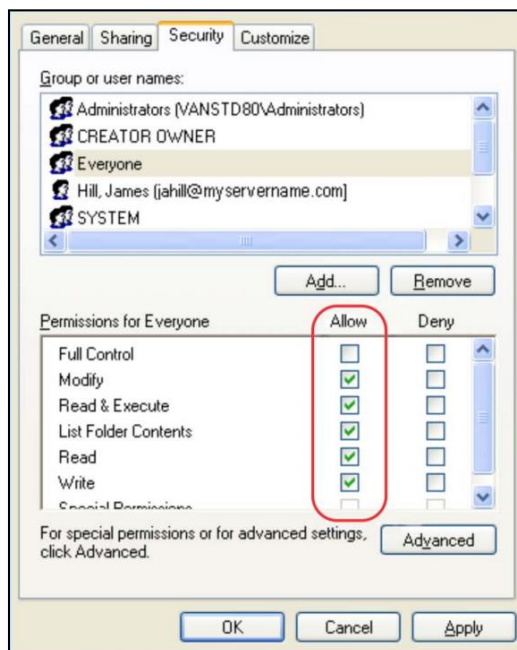 General Sharing Security Customize
Group or user names:
Administrators (VANSTD80\Administrators)
CREATOR OWNER
Everyone
Hill, James (jahill@myservername.com]
SYSTEM
Add... Remove
Permissions for Everyone Allow Deny
Full Control
Modify
Read & Execute
List Folder Contents
Read
Write
Special Permissions
For special permissions or for advanced settings,
click Advanced.
Advanced
OK Cancel Apply